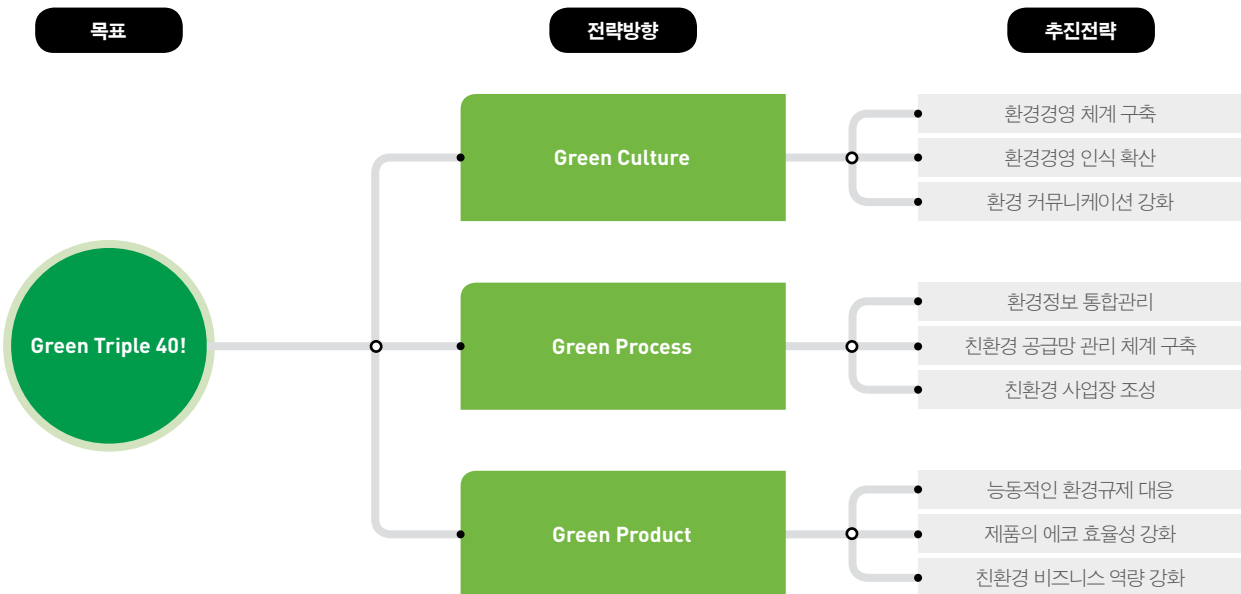 목표
전략방향
추진전략
Green Triple 40!
Green Culture
환경경영 체계 구축
환경경영 인식 확산
환경 커뮤니케이션 강화
Green Process
환경정보 통합관리
친환경 공급망 관리 체계 구축
친환경 사업장 조성
Green Product
능동적인 환경규제 대응
제품의 에코 효율성 강화
친환경 비즈니스 역량 강화